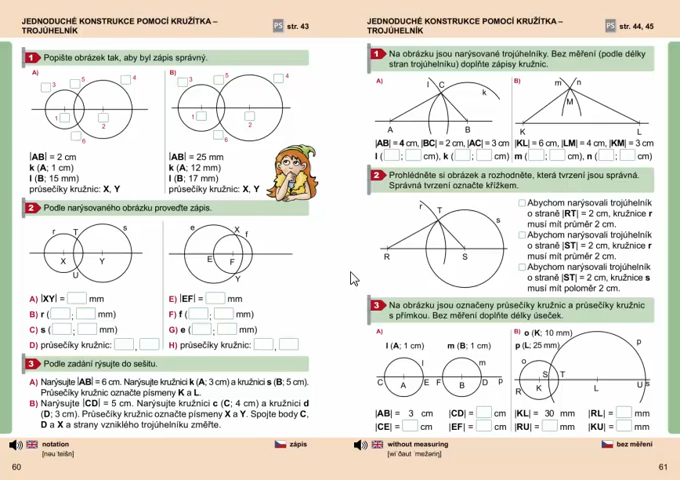 JEDNODUCHÉ KONSTRUKCE POMOCÍ KRUŽÍTKA –
TROJÚHELNÍK
PS str. 43
1 Popište obrázek tak, aby byl zápis správný.
A)
3
5
4
1
2
6
B)
3
5
4
1
2
6
|AB| = 2 cm
k (A; 1 cm)
l (B; 15 mm)
průsečíky kružnic: X, Y
|AB| = 25 mm
k (A; 12 mm)
l (B; 17 mm)
průsečíky kružnic: X, Y
2 Podle narýsovaného obrázku proveďte zápis.
r T s
X Y
U
e X f
E F
Y
A) |XY| = mm
B) r ( ; mm)
C) s ( ; mm)
D) průsečíky kružnic: ,
E) |EF| = mm
F) f ( ; mm)
G) e ( ; mm)
H) průsečíky kružnic: ,
3 Podle zadání rýsujte do sešitu.
A) Narýsujte |AB| = 6 cm. Narýsujte kružnici k (A; 3 cm) a kružnici s (B; 5 cm).
Průsečíky kružnic označte písmeny K a L.
B) Narýsujte |CD| = 5 cm. Narýsujte kružnici c (C; 4 cm) a kružnici d
(D; 3 cm). Průsečíky kružnic označte písmeny X a Y. Spojte body C,
D a X a strany vzniklého trojúhelníku změřte.
notation
[nəʊˈteɪʃn]
zápis
60
JEDNODUCHÉ KONSTRUKCE POMOCÍ KRUŽÍTKA –
TROJÚHELNÍK
PS str. 44, 45
1 Na obrázku jsou narýsované trojúhelníky. Bez měření (podle délky
stran trojúhelníku) doplňte zápisy kružnic.
A)
l C k
A B
B)
m n
M
K L
|AB| = 4 cm, |BC| = 2 cm, |AC| = 3 cm
l ( ; cm), k ( ; cm)
|KL| = 6 cm, |LM| = 4 cm, |KM| = 3 cm
m ( ; cm), n ( ; cm)
2 Prohlédněte si obrázek a rozhodněte, která tvrzení jsou správná.
Správná tvrzení označte křížkem.
r T s
R S
Abychom narýsovali trojúhelník
o straně |RT| = 2 cm, kružnice r
musí mít průměr 2 cm.
Abychom narýsovali trojúhelník
o straně |ST| = 2 cm, kružnice r
musí mít průměr 2 cm.
Abychom narýsovali trojúhelník
o straně |ST| = 2 cm, kružnice s
musí mít poloměr 2 cm.
3 Na obrázku jsou označeny průsečíky kružnic a průsečíky kružnic
s přímkou. Bez měření doplňte délky úseček.
A)
l (A; 1 cm) m (B; 1 cm)
l m
C A E F B D p
B) o (K; 10 mm)
p (L; 25 mm)
p
o
S T
R K L U s
|AB| = 3 cm |CD| = cm
|CE| = cm |EF| = cm
|KL| = 30 mm |RL| = mm
|RU| = mm |KU| = mm
without measuring
[wɪˈðaʊt ˈmeʒərɪŋ]
bez měření
61